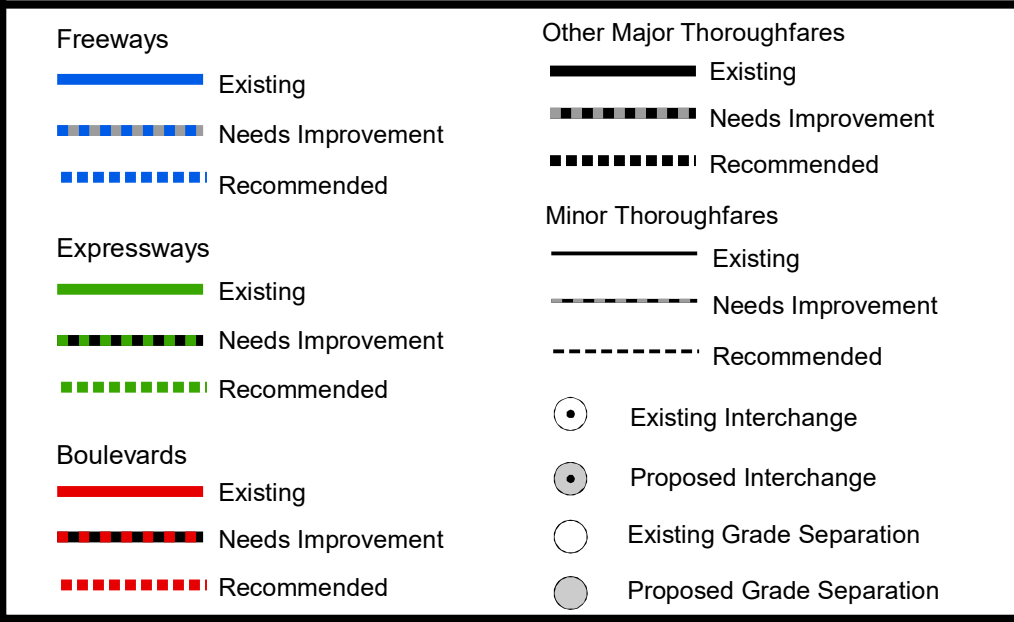 Freeways
Existing
Needs Improvement
Recommended
Expressways
Existing
Needs Improvement
Recommended
Boulevards
Existing
Needs Improvement
Recommended
Other Major Thoroughfares
Existing
Needs Improvement
Recommended
Minor Thoroughfares
Existing
Needs Improvement
Recommended
Existing Interchange
Proposed Interchange
Existing Grade Separation
Proposed Grade Separation